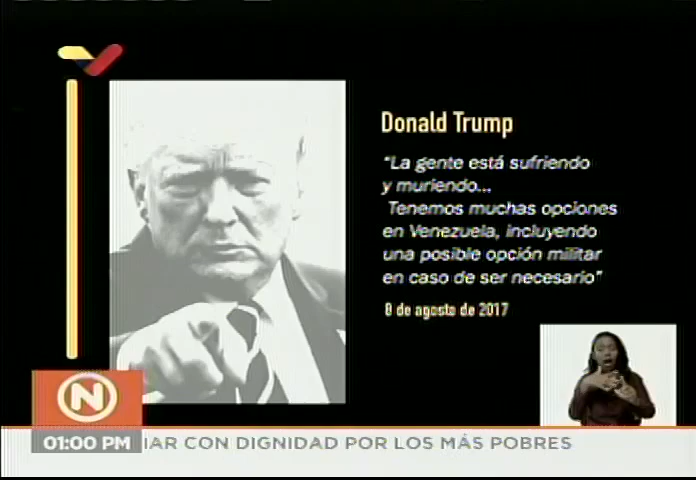 Donald Trump
"La gente está sufriendo
y muriendo...
Tenemos muchas opciones
en Venezuela, incluyendo
una posible opción militar
en caso de ser necesario"
8 de agosto de 2017
N
01:00 PM
IAR CON DIGNIDAD POR LOS MÁS POBRES